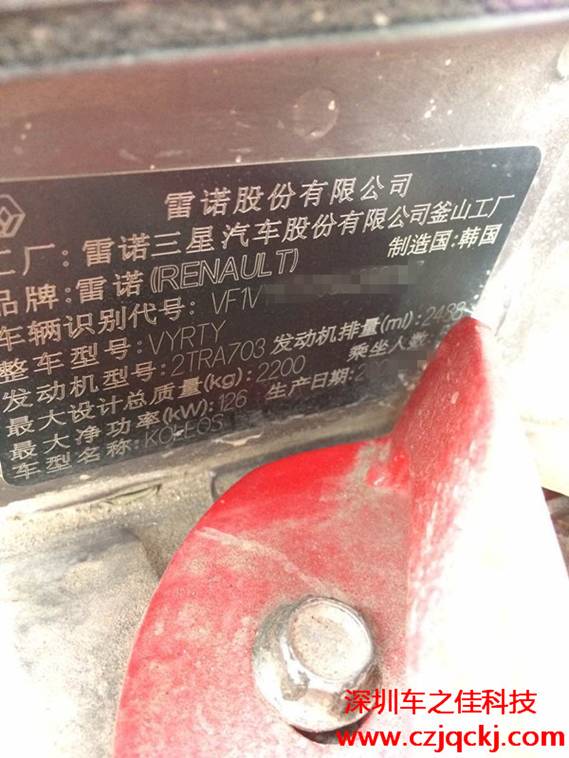 雷诺股份有限公司
工厂: 雷诺三星汽车股份有限公司釜山工厂
品牌: 雷诺(RENAULT) 制造国:韩国
车辆识别代号: VF1V
整车型号: VYRTY
发动机型号:2TRA703 发动机排量(ml):2488
最大设计总质量(kg):2200 乘坐人数
最大净功率(kW):126 生产日期:2
车型名称: KOLEOS
深圳车之佳科技
www.czjqckj.com